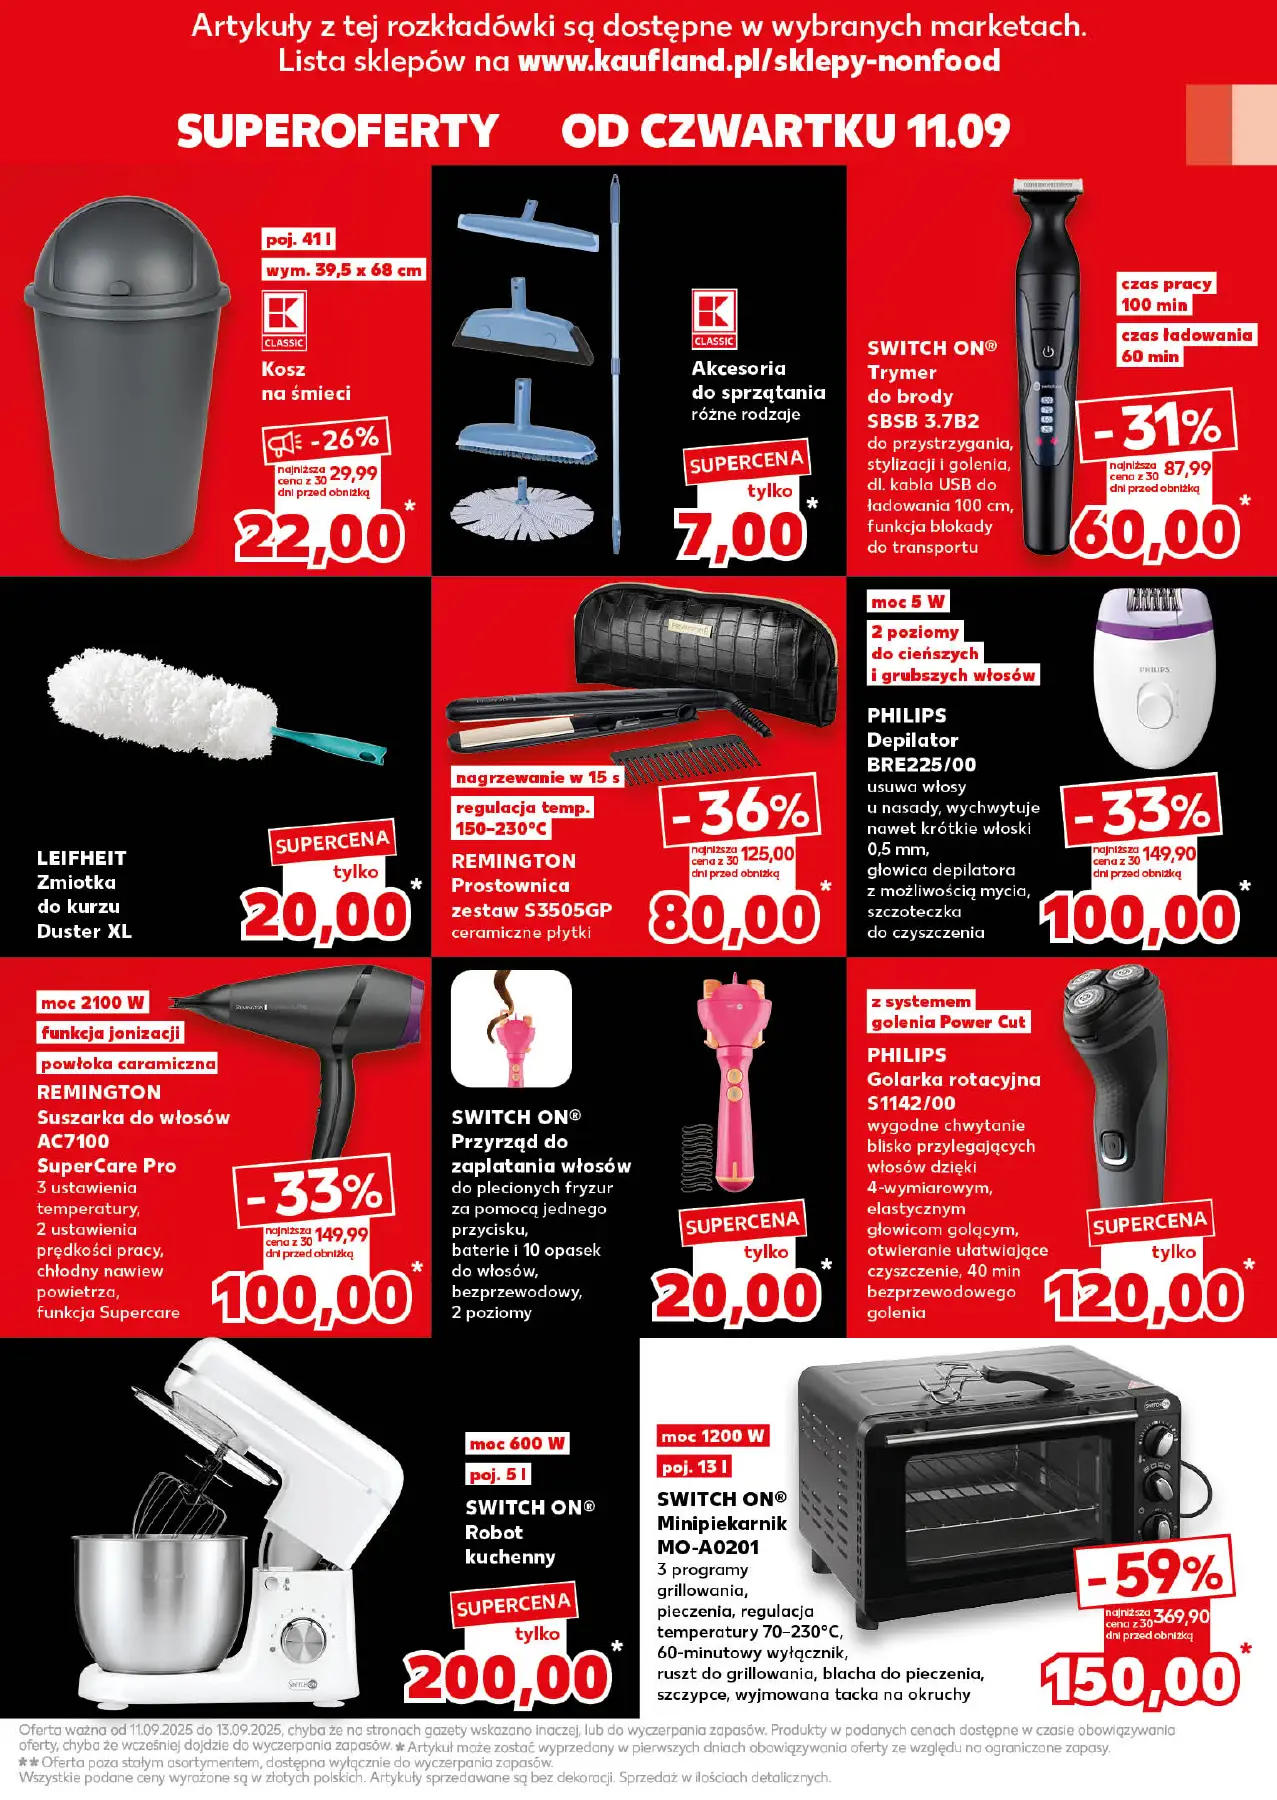 Artykuły z tej rozkładówki są dostępne w wybranych marketach.
Lista sklepów na www.kaufland.pl/sklepy-nonfood
SUPEROFERTY OD CZWARTKU 11.09
poj. 41 l
wym. 39,5 x 68 cm
K
CLASSIC
Kosz
na śmieci
-26%
najniższa
cena z 30
dni przed obniżką
29,99
22,00*
K
CLASSIC
Akcesoria
do sprzątania
różne rodzaje
SUPERCENA
tylko
7,00*
czas pracy
100 min
czas ładowania
60 min
SWITCH ON®
Trymer
do brody
SBSB 3.7B2
do przystrzygania,
stylizacji i golenia,
dł. kabla USB do
ładowania 100 cm,
funkcja blokady
do transportu
-31%
najniższa
cena z 30
dni przed obniżką
87,99
60,00*
LEIFHEIT
Zmiotka
do kurzu
Duster XL
SUPERCENA
tylko
20,00*
nagrzewanie w 15 s
regulacja temp.
150–230°C
REMINGTON
Prostownica
zestaw S3505GP
ceramiczne płytki
-36%
najniższa
cena z 30
dni przed obniżką
125,00
80,00*
moc 5 W
2 poziomy
do cieńszych
i grubszych włosów
PHILIPS
PHILIPS
Depilator
BRE225/00
usuwa włosy
u nasady, wychwytuje
nawet krótkie włoski
0,5 mm,
głowica depilatora
z możliwością mycia,
szczoteczka
do czyszczenia
-33%
najniższa
cena z 30
dni przed obniżką
149,90
100,00*
moc 2100 W
funkcja jonizacji
powłoka caramiczna
REMINGTON
REMINGTON
Suszarka do włosów
AC7100
SuperCare Pro
3 ustawienia
temperatury,
2 ustawienia
prędkości pracy,
chłodny nawiew
powietrza,
funkcja Supercare
-33%
najniższa
cena z 30
dni przed obniżką
149,99
100,00*
SWITCH ON®
Przyrząd do
zaplatania włosów
do plecionych fryzur
za pomocą jednego
przycisku,
baterie i 10 opasek
do włosów,
bezprzewodowy,
2 poziomy
SUPERCENA
tylko
20,00*
z systemem
golenia Power Cut
PHILIPS
Golarka rotacyjna
S1142/00
wygodne chwytanie
blisko przylegających
włosów dzięki
4-wymiarowym,
elastycznym
głowicom golącym,
otwieranie ułatwiające
czyszczenie, 40 min
bezprzewodowego
golenia
SUPERCENA
tylko
120,00*
moc 600 W
poj. 5 l
SWITCH ON®
Robot
kuchenny
SWITCH ON
SUPERCENA
tylko
200,00*
moc 1200 W
poj. 13 l
SWITCH ON®
Minipiekarnik
MO-A0201
3 programy
grillowania,
pieczenia, regulacja
temperatury 70–230°C,
60-minutowy wyłącznik,
ruszt do grillowania, blacha do pieczenia,
szczypce, wyjmowana tacka na okruchy
SWITCH ON
-59%
najniższa
cena z 30
dni przed obniżką
369,90
150,00*
Oferta ważna od 11.09.2025 do 13.09.2025, chyba że na stronach gazety wskazano inaczej, lub do wyczerpania zapasów. Produkty w podanych cenach dostępne w czasie obowiązywania
oferty, chyba że wcześniej dojdzie do wyczerpania zapasów. * Artykuł może zostać wyprzedany w pierwszych dniach obowiązywania oferty ze względu na ograniczone zapasy.
** Oferta poza stałym asortymentem, dostępna wyłącznie do wyczerpania zapasów.
Wszystkie podane ceny wyrażone są w złotych polskich. Artykuły sprzedawane są bez dekoracji. Sprzedaż w ilościach detalicznych.